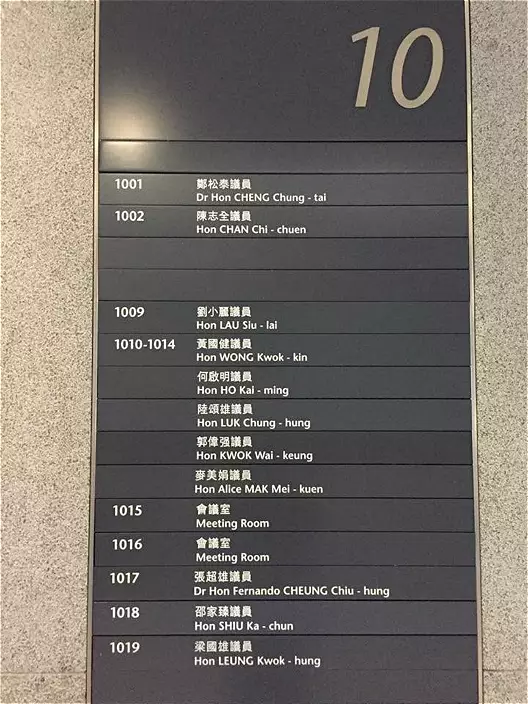 10
1001 鄭松泰議員
Dr Hon CHENG Chung - tai
1002 陳志全議員
Hon CHAN Chi - chuen
1009 劉小麗議員
Hon LAU Siu - lai
1010-1014 黃國健議員
Hon WONG Kwok - kin
何啟明議員
Hon HO Kai - ming
陸頌雄議員
Hon LUK Chung - hung
郭偉强議員
Hon KWOK Wai - keung
麥美娟議員
Hon Alice MAK Mei - kuen
1015 會議室
Meeting Room
1016 會議室
Meeting Room
1017 張超雄議員
Dr Hon Fernando CHEUNG Chiu - hung
1018 邵家臻議員
Hon SHIU Ka - chun
1019 梁國雄議員
Hon LEUNG Kwok - hung